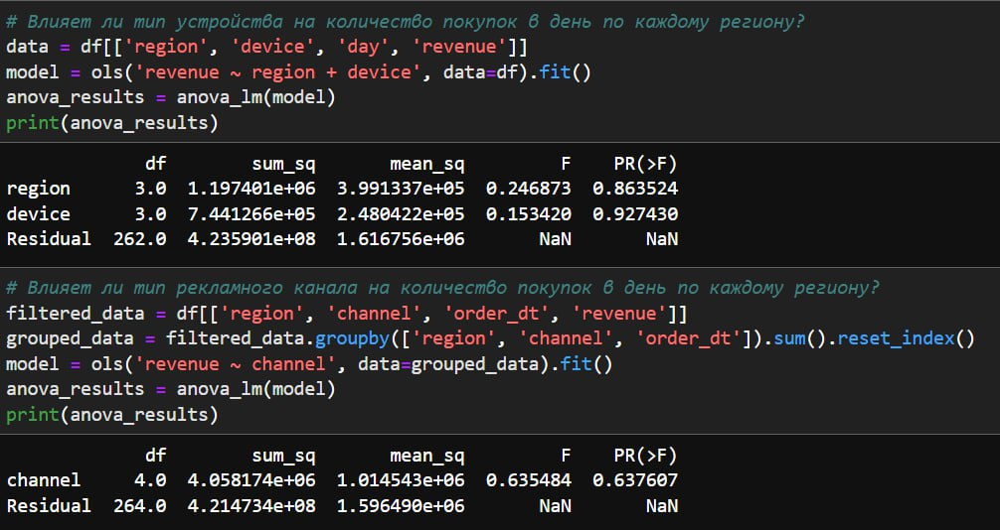 # Влияет ли тип устройства на количество покупок в день по каждому региону?
data = df[['region', 'device', 'day', 'revenue']]
model = ols('revenue ~ region + device', data=df).fit()
anova_results = anova_lm(model)
print(anova_results)
df sum_sq mean_sq F PR(>F)
region 3.0 1.197401e+06 3.991337e+05 0.246873 0.863524
device 3.0 7.441266e+05 2.480422e+05 0.153420 0.927430
Residual 262.0 4.235901e+08 1.616756e+06 NaN NaN
# Влияет ли тип рекламного канала на количество покупок в день по каждому региону?
filtered_data = df[['region', 'channel', 'order_dt', 'revenue']]
grouped_data = filtered_data.groupby(['region', 'channel', 'order_dt']).sum().reset_index()
model = ols('revenue ~ channel', data=grouped_data).fit()
anova_results = anova_lm(model)
print(anova_results)
df sum_sq mean_sq F PR(>F)
channel 4.0 4.058174e+06 1.014543e+06 0.635484 0.637607
Residual 264.0 4.214734e+08 1.596490e+06 NaN NaN